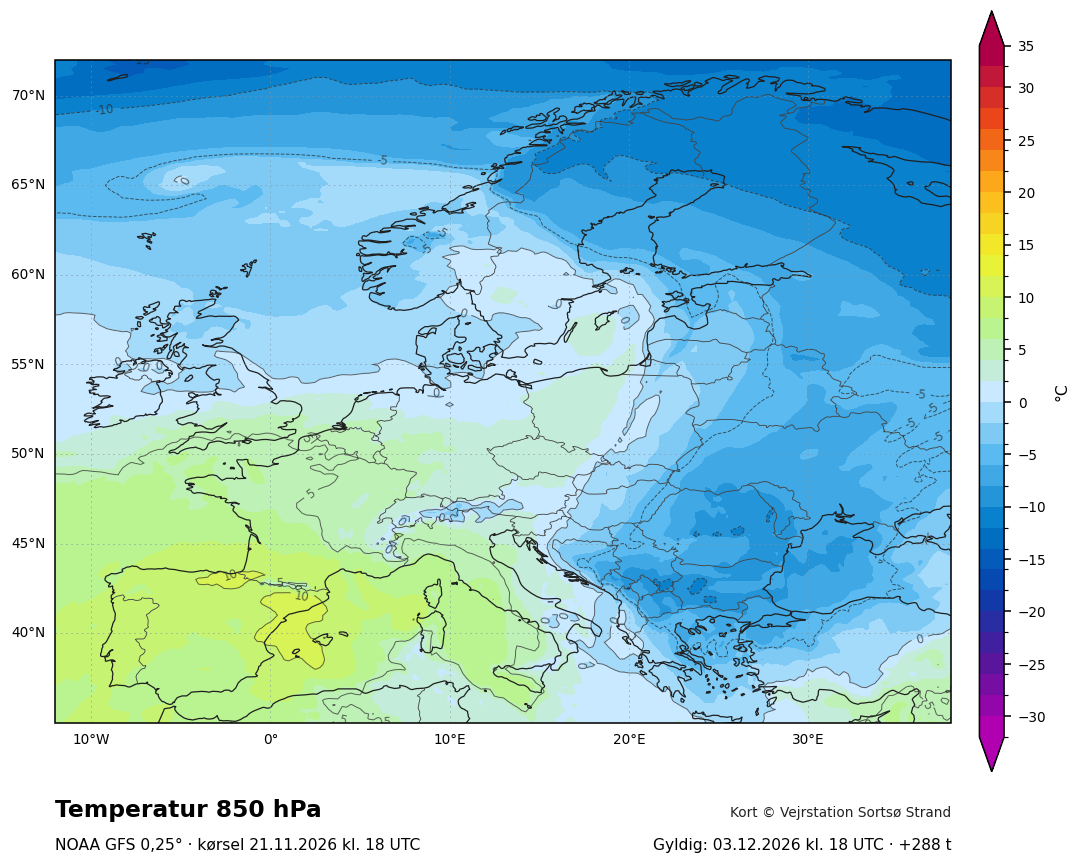 70°N
65°N
60°N
55°N
50°N
45°N
40°N
10°W
0°
10°E
20°E
30°E
35
30
25
20
15
10
5
0
−5
−10
−15
−20
−25
−30
°C
Temperatur 850 hPa
Kort © Vejrstation Sortsø Strand
NOAA GFS 0,25° · kørsel 21.11.2026 kl. 18 UTC
Gyldig: 03.12.2026 kl. 18 UTC · +288 t